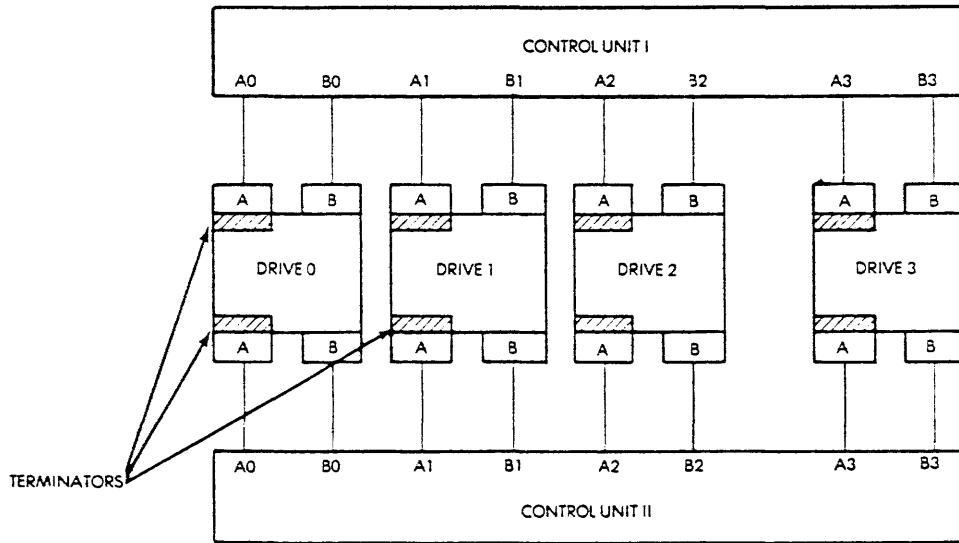 CONTROL UNIT I
A0 B0 A1 B1 A2 B2 A3 B3
A B A B A B A B
DRIVE 0 DRIVE 1 DRIVE 2 DRIVE 3
A B A B A B A B
TERMINATORS
A0 B0 A1 B1 A2 B2 A3 B3
CONTROL UNIT II